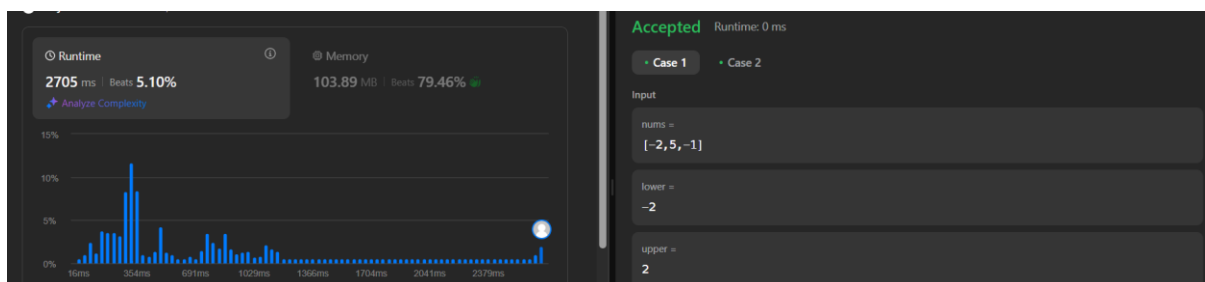 Runtime
2705 ms | Beats 5.10%
Analyze Complexity
Memory
103.89 MB | Beats 79.46%
15%
10%
5%
0%
16ms 354ms 691ms 1029ms 1366ms 1704ms 2041ms 2379ms
Accepted Runtime: 0 ms
• Case 1 • Case 2
Input
nums =
[-2,5,-1]
lower =
-2
upper =
2